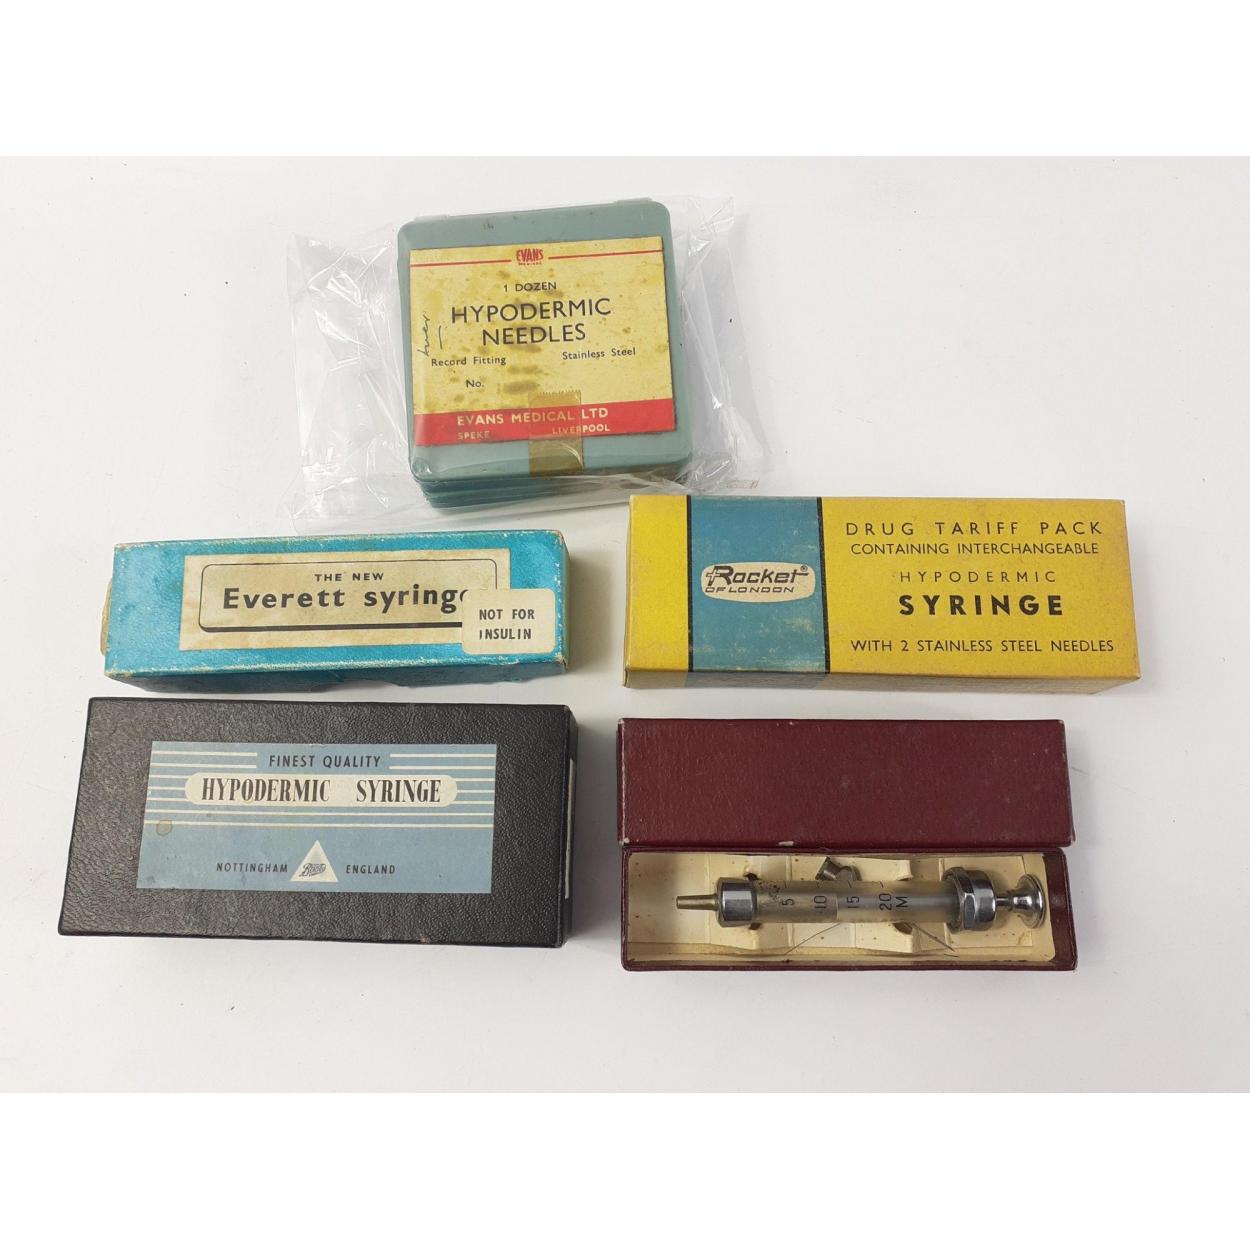 EVANS
MEDICAL
1 DOZEN
HYPODERMIC
NEEDLES
Record Fitting Stainless Steel
No.
EVANS MEDICAL LTD
SPEKE LIVERPOOL
THE NEW
Everett syringe
NOT FOR
INSULIN
Rocket®
OF LONDON
DRUG TARIFF PACK
CONTAINING INTERCHANGEABLE
HYPODERMIC
SYRINGE
WITH 2 STAINLESS STEEL NEEDLES
FINEST QUALITY
HYPODERMIC SYRINGE
NOTTINGHAM Boots ENGLAND
5 10 15 20 M